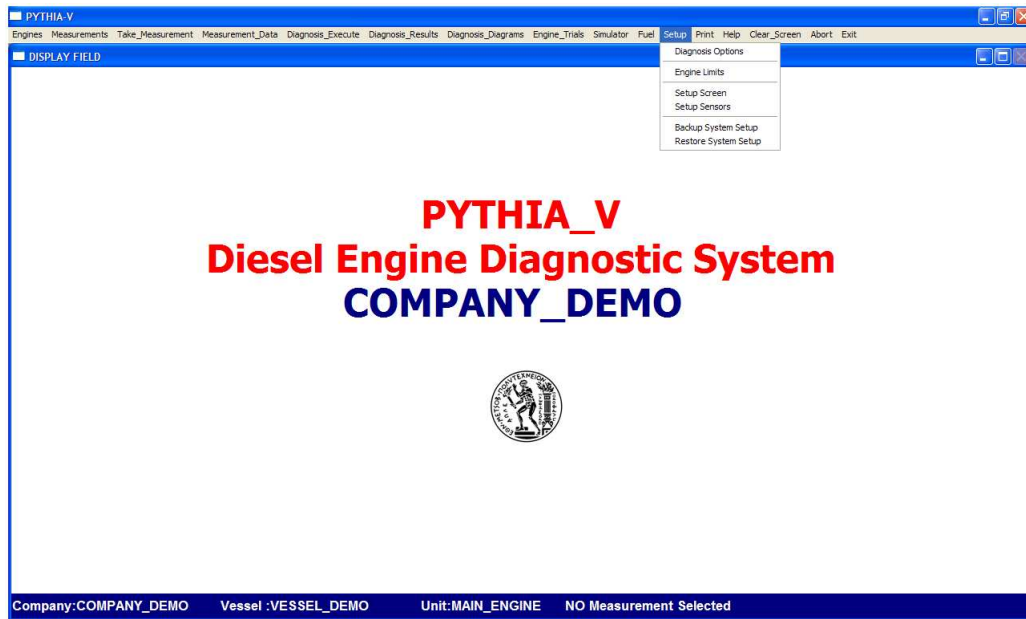 PYTHIA-V
Engines Measurements Take_Measurement Measurement_Data Diagnosis_Execute Diagnosis_Results Diagnosis_Diagrams Engine_Trials Simulator Fuel Setup Print Help Clear_Screen Abort Exit
DISPLAY FIELD
Diagnosis Options
Engine Limits
Setup Screen
Setup Sensors
Backup System Setup
Restore System Setup
PYTHIA_V
Diesel Engine Diagnostic System
COMPANY_DEMO
Company:COMPANY_DEMO Vessel :VESSEL_DEMO Unit:MAIN_ENGINE NO Measurement Selected